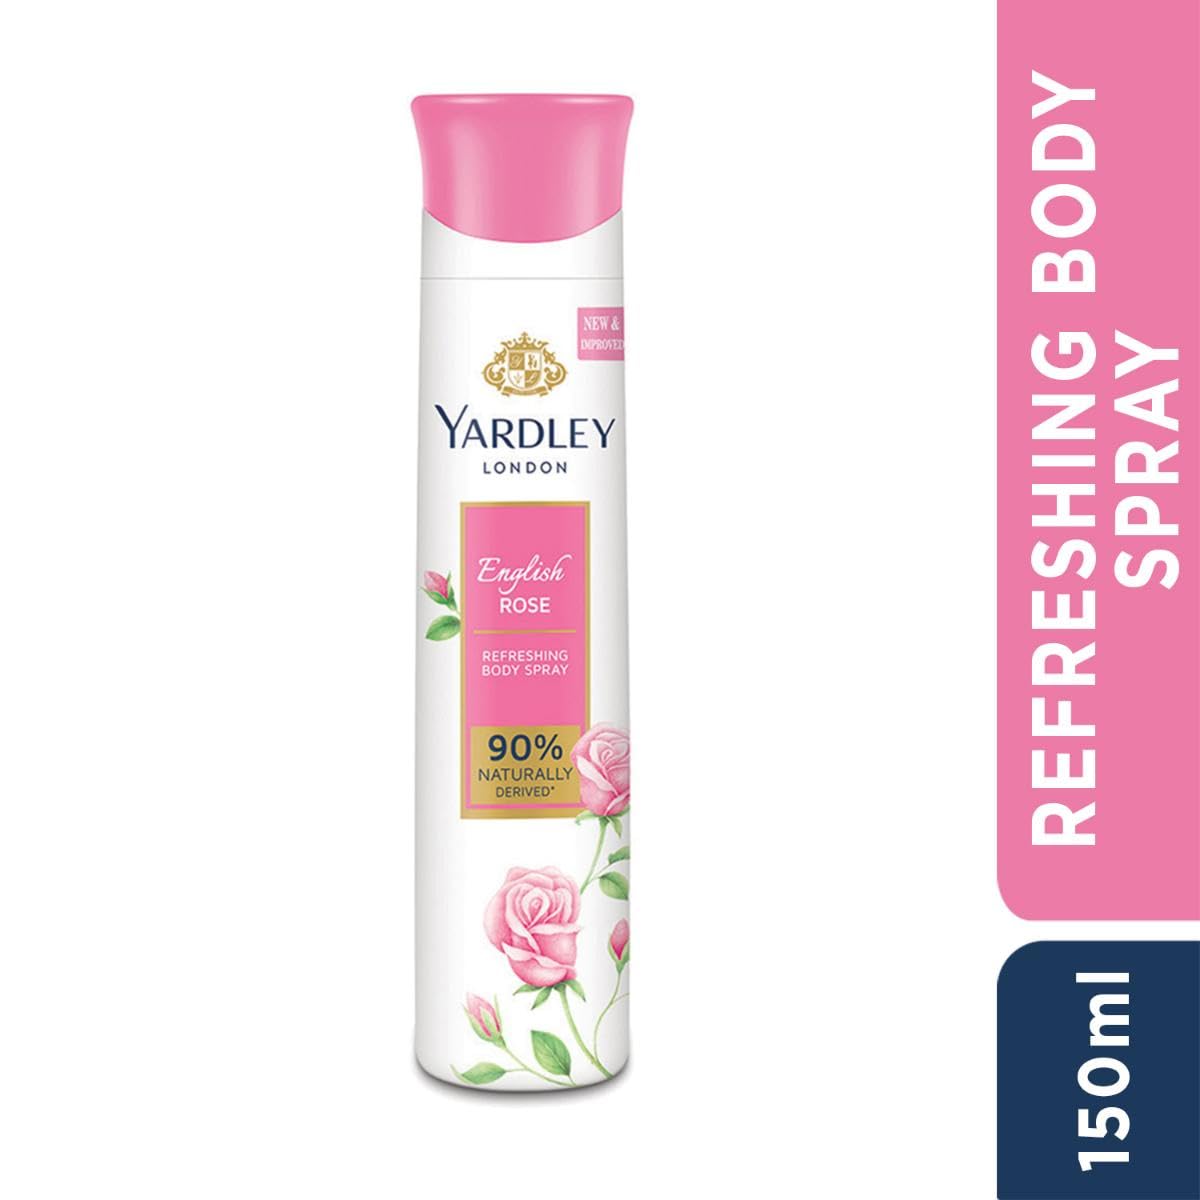 NEW &
IMPROVED
YARDLEY
LONDON
English
ROSE
REFRESHING
BODY SPRAY
90%
NATURALLY
DERIVED*
REFRESHING BODY
SPRAY
150ml